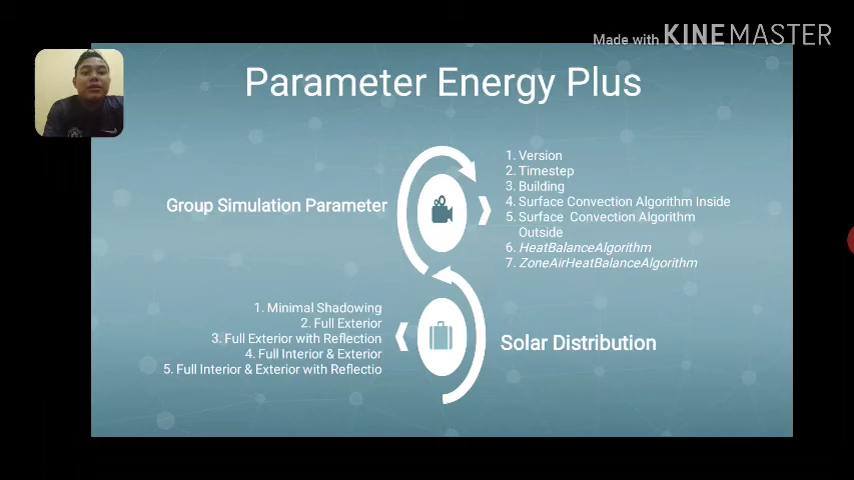 Made with KINEMASTER
Parameter Energy Plus
Group Simulation Parameter
1. Version
2. Timestep
3. Building
4. Surface Convection Algorithm Inside
5. Surface Convection Algorithm
Outside
6. HeatBalanceAlgorithm
7. ZoneAirHeatBalanceAlgorithm
1. Minimal Shadowing
2. Full Exterior
3. Full Exterior with Reflection
4. Full Interior & Exterior
5. Full Interior & Exterior with Reflectio
Solar Distribution